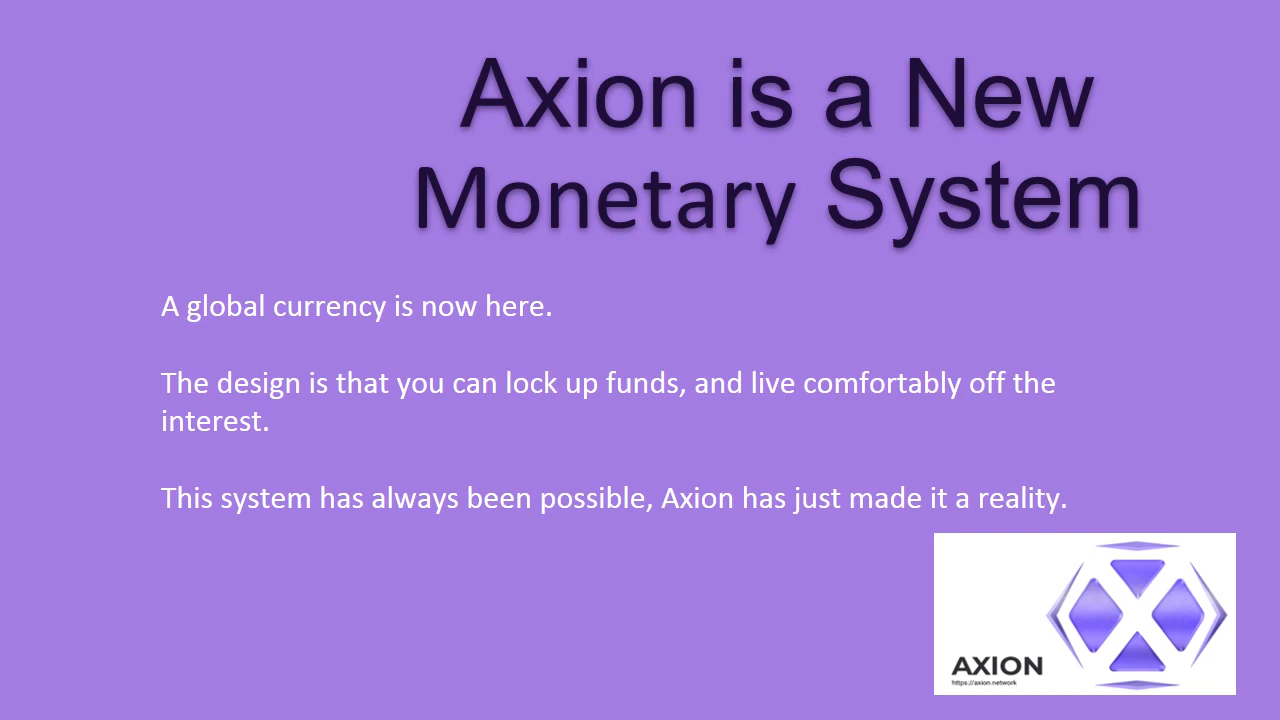 Axion is a New
Monetary System
A global currency is now here.
The design is that you can lock up funds, and live comfortably off the
interest.
This system has always been possible, Axion has just made it a reality.
AXION
https://axion.network